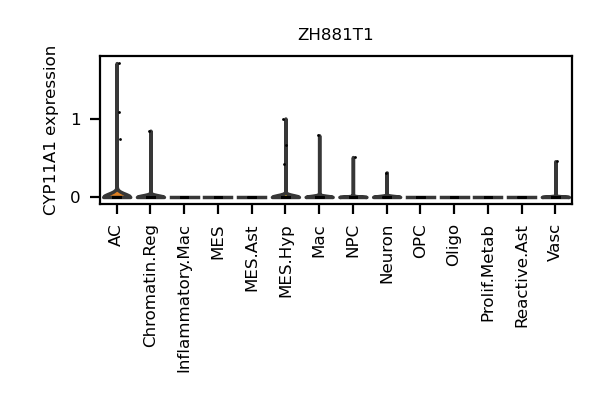 ZH881T1
CYP11A1 expression
1
0
AC
Chromatin.Reg
Inflammatory.Mac
MES
MES.Ast
MES.Hyp
Mac
NPC
Neuron
OPC
Oligo
Prolif.Metab
Reactive.Ast
Vasc